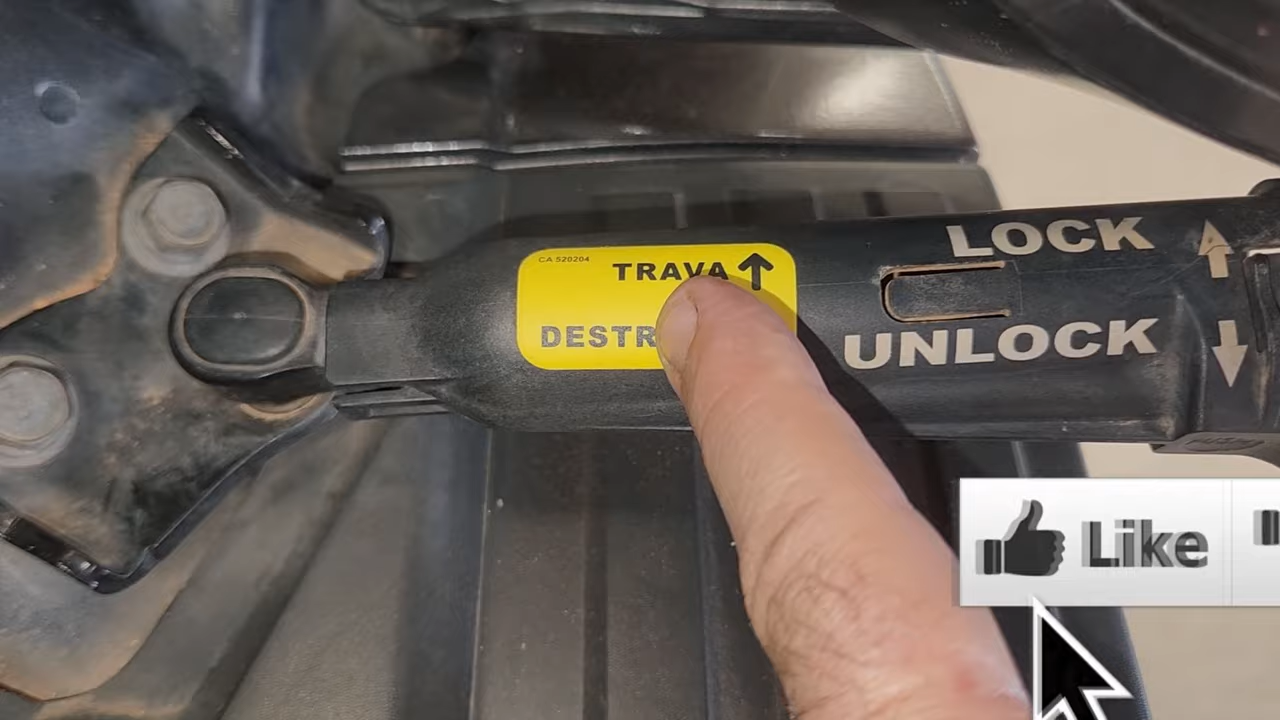 CA 520204
TRAVA ↑
DESTR
LOCK ↑
UNLOCK ↓
Like